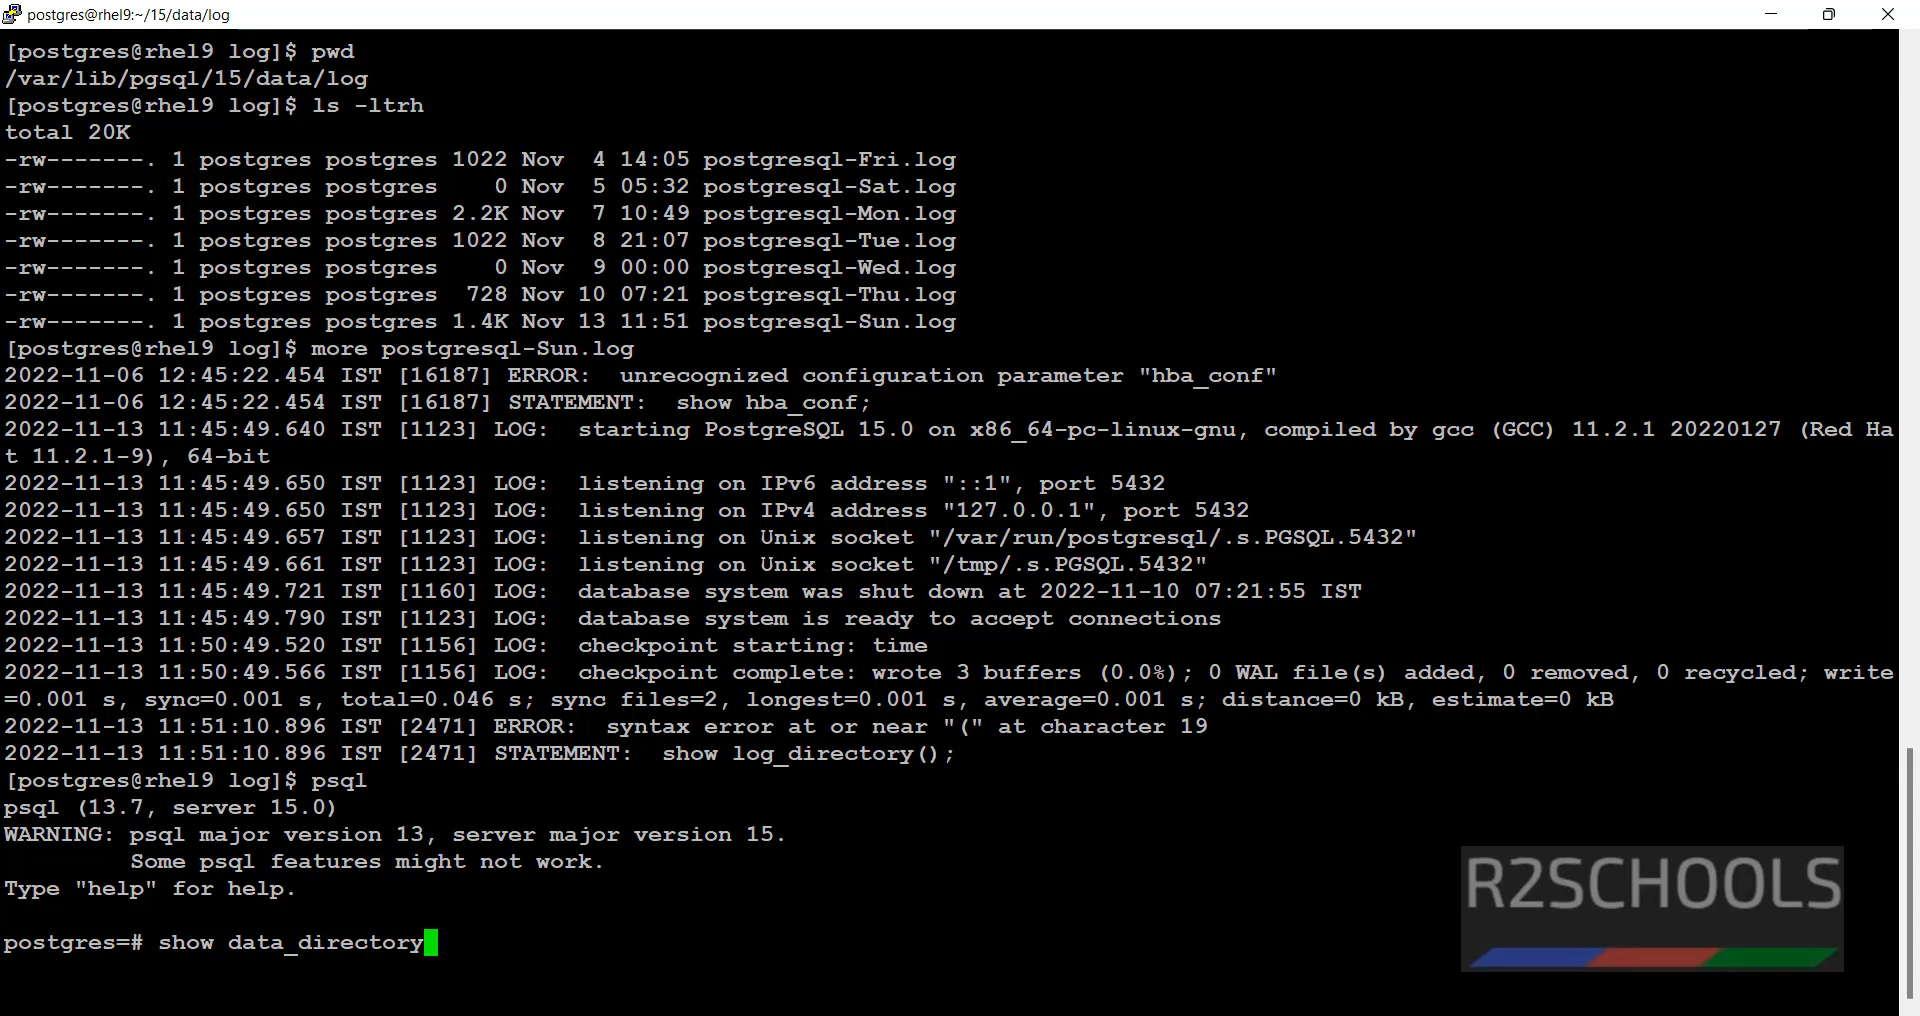 postgres@rhel9:~/15/data/log
[postgres@rhel9 log]$ pwd
/var/lib/pgsql/15/data/log
[postgres@rhel9 log]$ ls -ltrh
total 20K
-rw-------. 1 postgres postgres 1022 Nov  4 14:05 postgresql-Fri.log
-rw-------. 1 postgres postgres    0 Nov  5 05:32 postgresql-Sat.log
-rw-------. 1 postgres postgres 2.2K Nov  7 10:49 postgresql-Mon.log
-rw-------. 1 postgres postgres 1022 Nov  8 21:07 postgresql-Tue.log
-rw-------. 1 postgres postgres    0 Nov  9 00:00 postgresql-Wed.log
-rw-------. 1 postgres postgres  728 Nov 10 07:21 postgresql-Thu.log
-rw-------. 1 postgres postgres 1.4K Nov 13 11:51 postgresql-Sun.log
[postgres@rhel9 log]$ more postgresql-Sun.log
2022-11-06 12:45:22.454 IST [16187] ERROR:  unrecognized configuration parameter "hba_conf"
2022-11-06 12:45:22.454 IST [16187] STATEMENT:  show hba_conf;
2022-11-13 11:45:49.640 IST [1123] LOG:  starting PostgreSQL 15.0 on x86_64-pc-linux-gnu, compiled by gcc (GCC) 11.2.1 20220127 (Red Ha
t 11.2.1-9), 64-bit
2022-11-13 11:45:49.650 IST [1123] LOG:  listening on IPv6 address "::1", port 5432
2022-11-13 11:45:49.650 IST [1123] LOG:  listening on IPv4 address "127.0.0.1", port 5432
2022-11-13 11:45:49.657 IST [1123] LOG:  listening on Unix socket "/var/run/postgresql/.s.PGSQL.5432"
2022-11-13 11:45:49.661 IST [1123] LOG:  listening on Unix socket "/tmp/.s.PGSQL.5432"
2022-11-13 11:45:49.721 IST [1160] LOG:  database system was shut down at 2022-11-10 07:21:55 IST
2022-11-13 11:45:49.790 IST [1123] LOG:  database system is ready to accept connections
2022-11-13 11:50:49.520 IST [1156] LOG:  checkpoint starting: time
2022-11-13 11:50:49.566 IST [1156] LOG:  checkpoint complete: wrote 3 buffers (0.0%); 0 WAL file(s) added, 0 removed, 0 recycled; write
=0.001 s, sync=0.001 s, total=0.046 s; sync files=2, longest=0.001 s, average=0.001 s; distance=0 kB, estimate=0 kB
2022-11-13 11:51:10.896 IST [2471] ERROR:  syntax error at or near "(" at character 19
2022-11-13 11:51:10.896 IST [2471] STATEMENT:  show log_directory();
[postgres@rhel9 log]$ psql
psql (13.7, server 15.0)
WARNING: psql major version 13, server major version 15.
         Some psql features might not work.
Type "help" for help.
postgres=# show data_directory
R2SCHOOLS